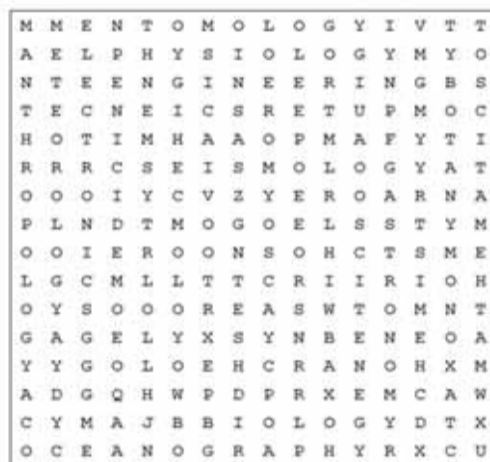 M M E N T O M O L O G Y I V T T
A E L P H Y S I O L O G Y M Y O
N T E E N G I N E E R I N G B S
T E C N E I C S R E T U P M O C
H O T I M H A A O P M A F Y T I
R R R C S E I S M O L O G Y A T
O O O I Y C V Z Y E R O A R N A
P L N D T M O G O E L S S T Y M
O O I E R O O N S O H C T S M E
L G C M L L T T C R I I R I O H
O Y S O O O R E A S W T O M N T
G A G E L Y X S Y N B E N E O A
Y Y G O L O E H C R A N O H X M
A D G Q H W P D P R X E M C A W
C Y M A J B B I O L O G Y D T X
O C E A N O G R A P H Y R X C U